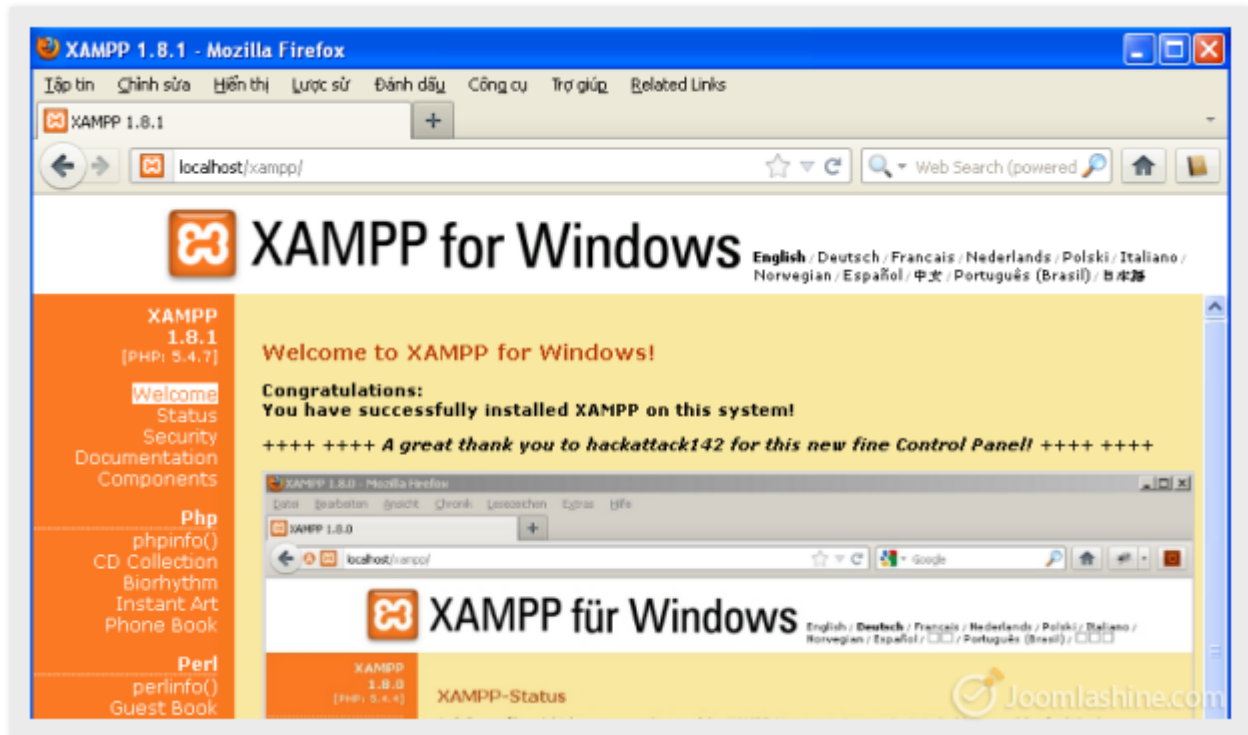 XAMPP 1.8.1 - Mozilla Firefox
Tập tin Chỉnh sửa Hiển thị Lược sử Đánh dấu Công cụ Trợ giúp Related Links
XAMPP 1.8.1 +
localhost/xampp/ Web Search (powered
XAMPP for Windows
English / Deutsch / Francais / Nederlands / Polski / Italiano /
Norwegian / Español / 中文 / Português (Brasil) / 日本語
XAMPP
1.8.1
[PHP: 5.4.7]
Welcome
Status
Security
Documentation
Components
Php
phpinfo()
CD Collection
Biorhythm
Instant Art
Phone Book
Perl
perlinfo()
Guest Book
Welcome to XAMPP for Windows!
Congratulations:
You have successfully installed XAMPP on this system!
++++ ++++ A great thank you to hackattack142 for this new fine Control Panel! ++++ ++++
XAMPP 1.8.0 - Mozilla Firefox
Datei Bearbeiten Ansicht Chronik Lesezeichen Extras Hilfe
XAMPP 1.8.0 +
localhost/xampp/ Google
XAMPP für Windows
English / Deutsch / Francais / Nederlands / Polski / Italiano /
Norwegian / Español / □□ / Português (Brasil) / □□□
XAMPP
1.8.0
[PHP: 5.4.4]
XAMPP-Status
Joomlashine.com